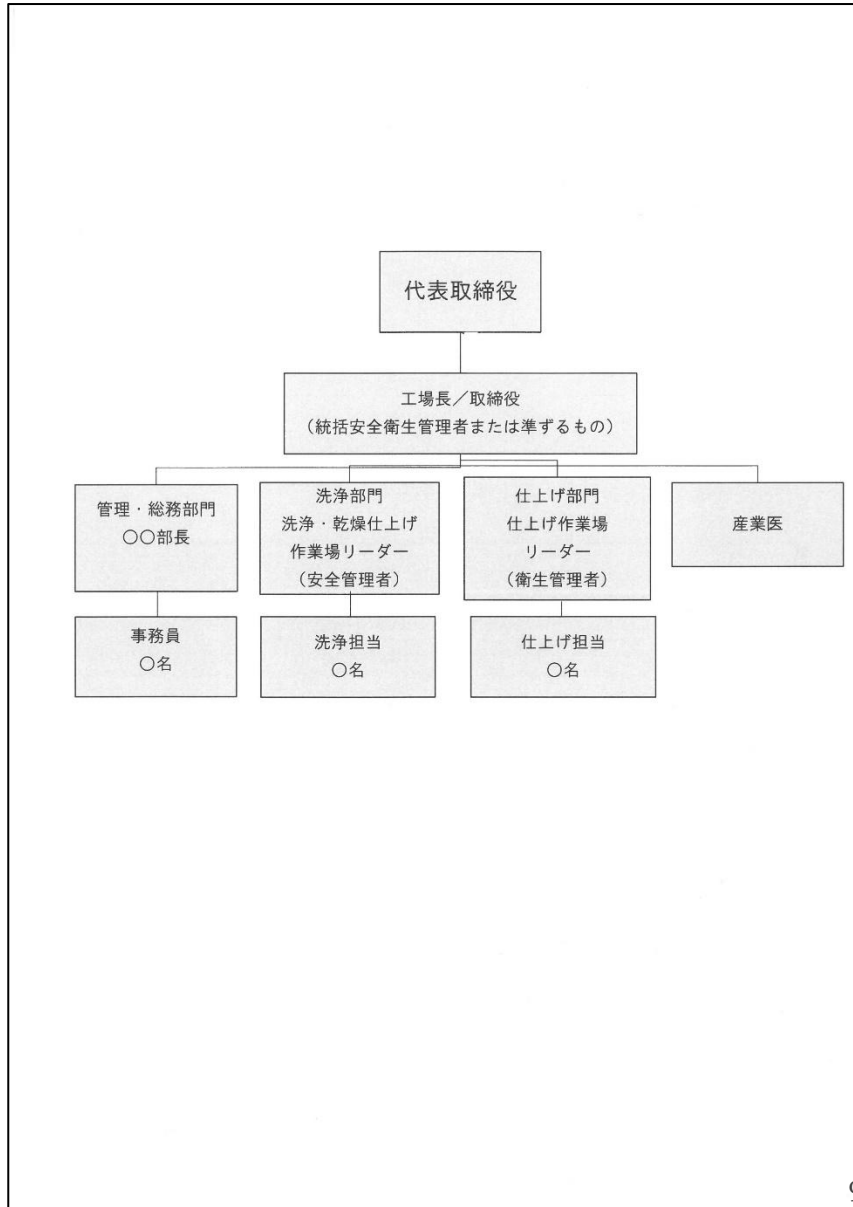 代表取締役
工場長／取締役
（統括安全衛生管理者または準ずるもの）
管理・総務部門
○○部長
洗浄部門
洗浄・乾燥仕上げ
作業場リーダー
（安全管理者）
仕上げ部門
仕上げ作業場
リーダー
（衛生管理者）
産業医
事務員
○名
洗浄担当
○名
仕上げ担当
○名